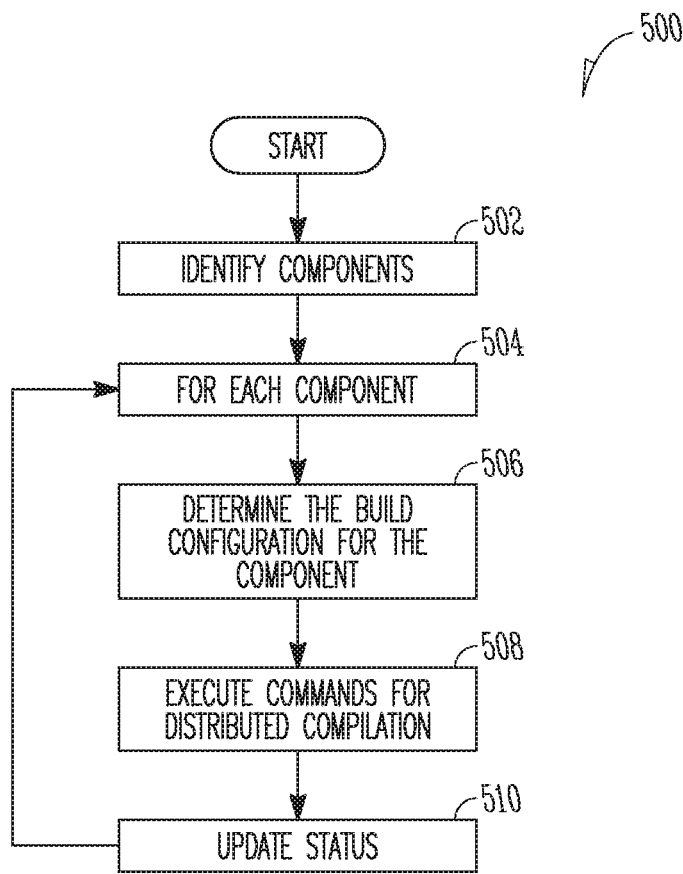 500
START
502
IDENTIFY COMPONENTS
504
FOR EACH COMPONENT
506
DETERMINE THE BUILD
CONFIGURATION FOR THE
COMPONENT
508
EXECUTE COMMANDS FOR
DISTRIBUTED COMPILATION
510
UPDATE STATUS